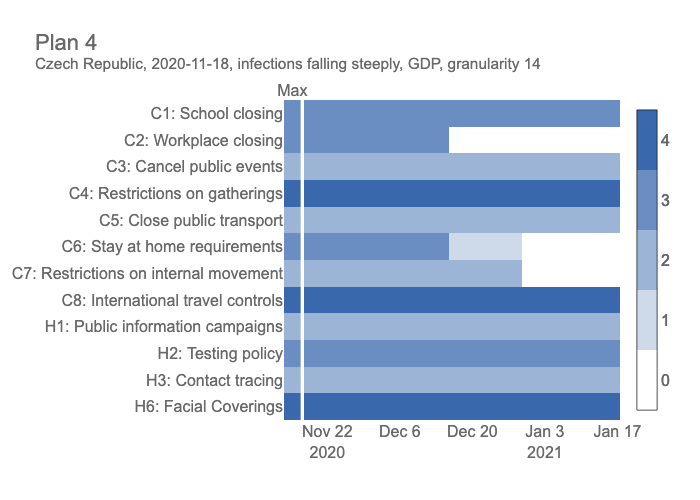 Plan 4
Czech Republic, 2020-11-18, infections falling steeply, GDP, granularity 14
Max
C1: School closing
C2: Workplace closing
C3: Cancel public events
C4: Restrictions on gatherings
C5: Close public transport
C6: Stay at home requirements
C7: Restrictions on internal movement
C8: International travel controls
H1: Public information campaigns
H2: Testing policy
H3: Contact tracing
H6: Facial Coverings
4
3
2
1
0
Nov 22 Dec 6 Dec 20 Jan 3 Jan 17
2020 2021